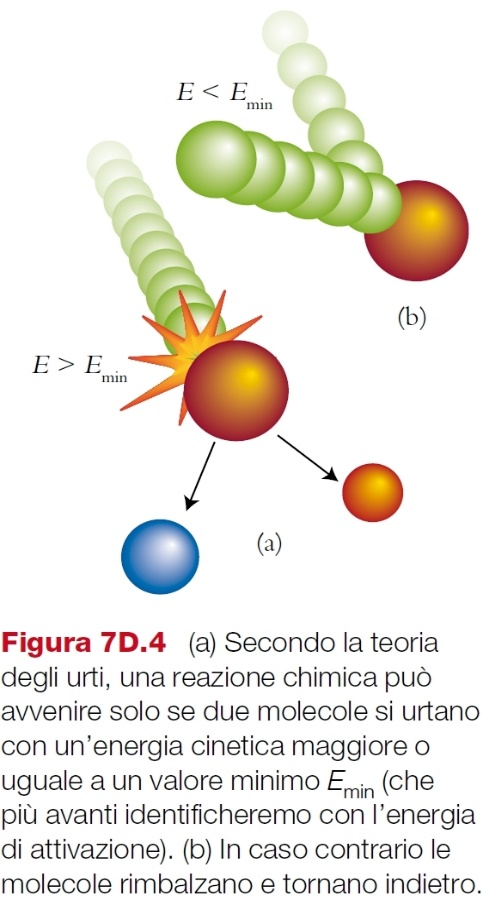 E < Emin
(b)
E > Emin
(a)
Figura 7D.4 (a) Secondo la teoria
degli urti, una reazione chimica può
avvenire solo se due molecole si urtano
con un'energia cinetica maggiore o
uguale a un valore minimo Emin (che
più avanti identificheremo con l'energia
di attivazione). (b) In caso contrario le
molecole rimbalzano e tornano indietro.